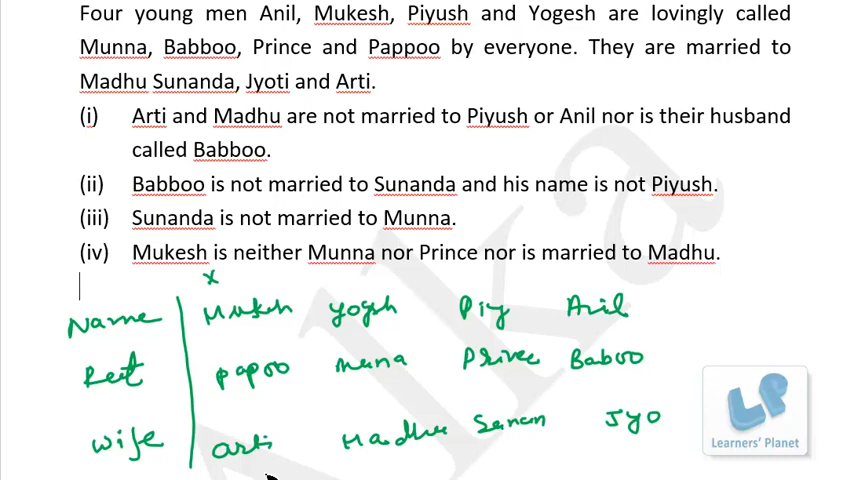 Four young men Anil, Mukesh, Piyush and Yogesh are lovingly called
Munna, Babboo, Prince and Pappoo by everyone. They are married to
Madhu Sunanda, Jyoti and Arti.
(i) Arti and Madhu are not married to Piyush or Anil nor is their husband
called Babboo.
(ii) Babboo is not married to Sunanda and his name is not Piyush.
(iii) Sunanda is not married to Munna.
(iv) Mukesh is neither Munna nor Prince nor is married to Madhu.
x
Name Mukesh Yogsh Piy Anil
Papoo Muna Prince Baboo
Wife Arti Madhu Sunan Jyo
LP
Learners' Planet